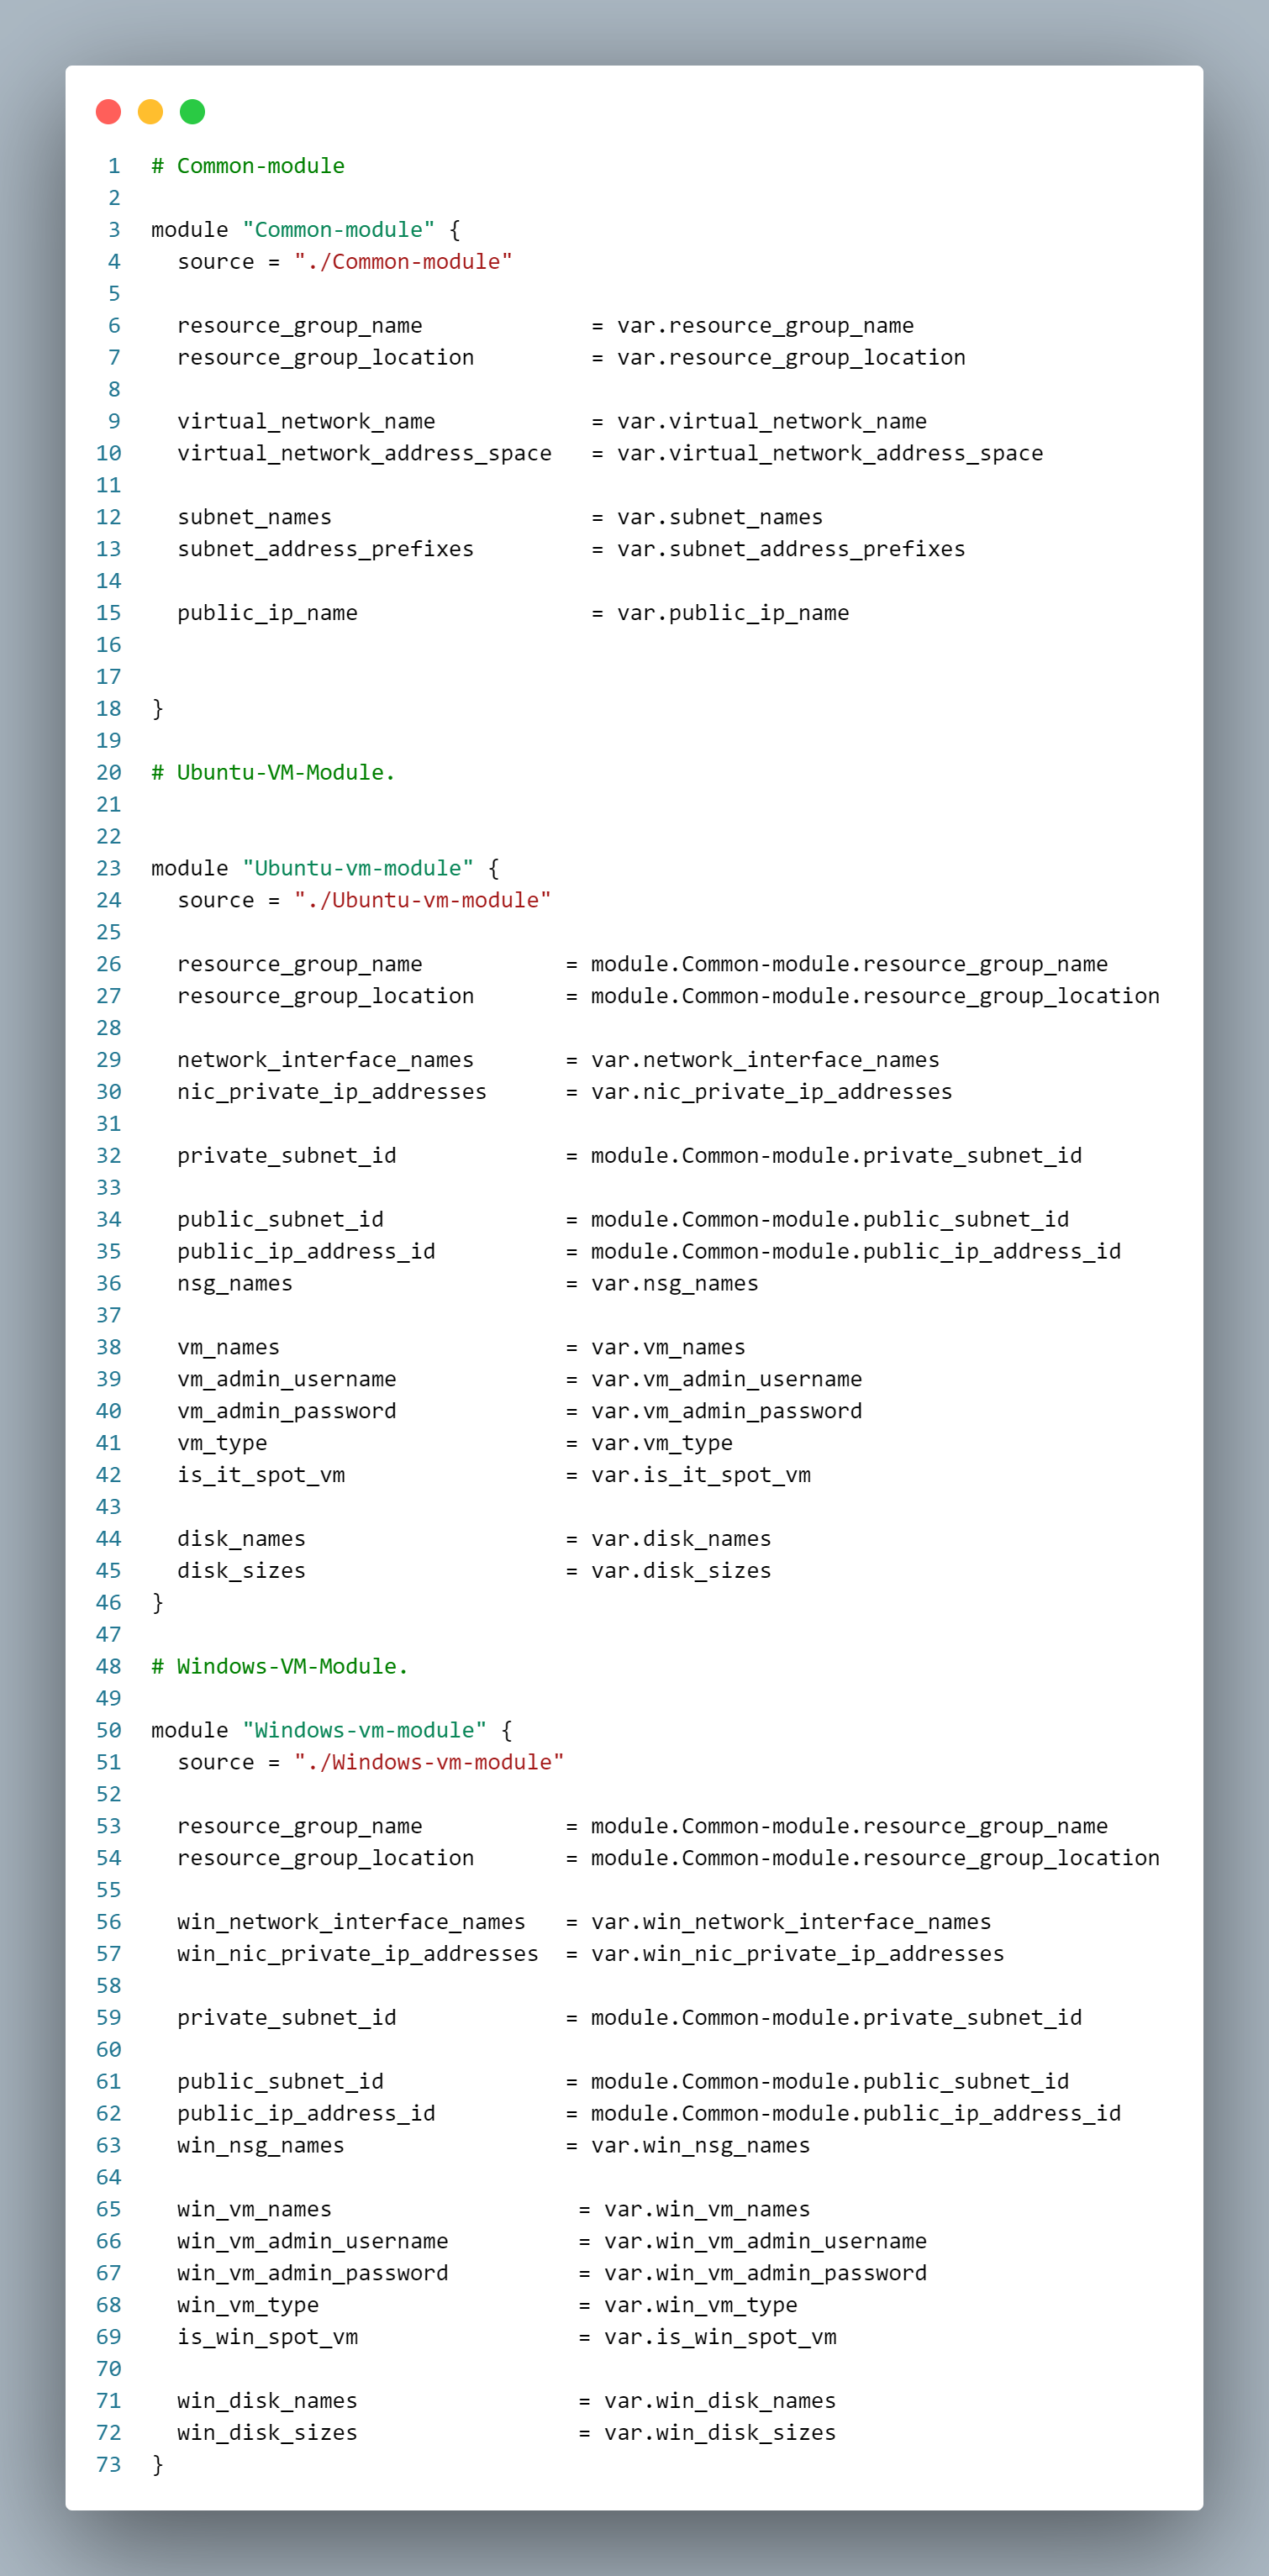 1 # Common-module
2
3 module "Common-module" {
4   source = "./Common-module"
5
6   resource_group_name             = var.resource_group_name
7   resource_group_location         = var.resource_group_location
8
9   virtual_network_name            = var.virtual_network_name
10   virtual_network_address_space   = var.virtual_network_address_space
11
12   subnet_names                    = var.subnet_names
13   subnet_address_prefixes         = var.subnet_address_prefixes
14
15   public_ip_name                  = var.public_ip_name
16
17
18 }
19
20 # Ubuntu-VM-Module.
21
22
23 module "Ubuntu-vm-module" {
24   source = "./Ubuntu-vm-module"
25
26   resource_group_name           = module.Common-module.resource_group_name
27   resource_group_location       = module.Common-module.resource_group_location
28
29   network_interface_names       = var.network_interface_names
30   nic_private_ip_addresses      = var.nic_private_ip_addresses
31
32   private_subnet_id             = module.Common-module.private_subnet_id
33
34   public_subnet_id              = module.Common-module.public_subnet_id
35   public_ip_address_id          = module.Common-module.public_ip_address_id
36   nsg_names                     = var.nsg_names
37
38   vm_names                      = var.vm_names
39   vm_admin_username             = var.vm_admin_username
40   vm_admin_password             = var.vm_admin_password
41   vm_type                       = var.vm_type
42   is_it_spot_vm                 = var.is_it_spot_vm
43
44   disk_names                    = var.disk_names
45   disk_sizes                    = var.disk_sizes
46 }
47
48 # Windows-VM-Module.
49
50 module "Windows-vm-module" {
51   source = "./Windows-vm-module"
52
53   resource_group_name           = module.Common-module.resource_group_name
54   resource_group_location       = module.Common-module.resource_group_location
55
56   win_network_interface_names   = var.win_network_interface_names
57   win_nic_private_ip_addresses  = var.win_nic_private_ip_addresses
58
59   private_subnet_id             = module.Common-module.private_subnet_id
60
61   public_subnet_id              = module.Common-module.public_subnet_id
62   public_ip_address_id          = module.Common-module.public_ip_address_id
63   win_nsg_names                 = var.win_nsg_names
64
65   win_vm_names                   = var.win_vm_names
66   win_vm_admin_username          = var.win_vm_admin_username
67   win_vm_admin_password          = var.win_vm_admin_password
68   win_vm_type                    = var.win_vm_type
69   is_win_spot_vm                 = var.is_win_spot_vm
70
71   win_disk_names                 = var.win_disk_names
72   win_disk_sizes                 = var.win_disk_sizes
73 }